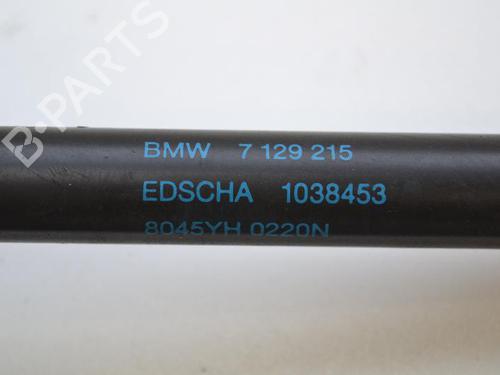 BMW 7 129 215
EDSCHA 1038453
8045YH 0220N
B-PARTS